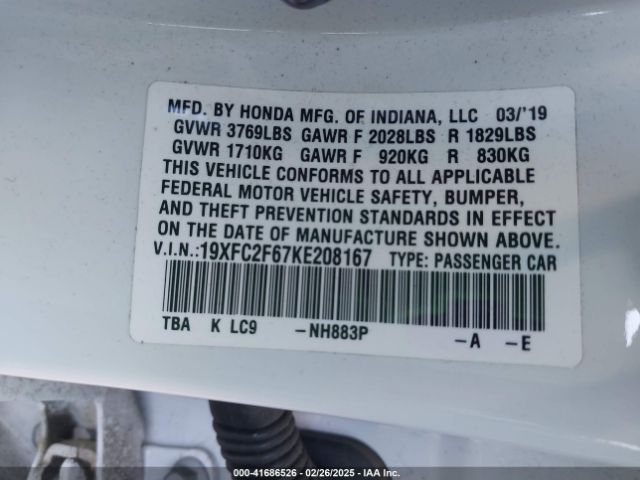 MFD. BY HONDA MFG. OF INDIANA, LLC 03/'19
GVWR 3769LBS GAWR F 2028LBS R 1829LBS
GVWR 1710KG GAWR F 920KG R 830KG
THIS VEHICLE CONFORMS TO ALL APPLICABLE
FEDERAL MOTOR VEHICLE SAFETY, BUMPER,
AND THEFT PREVENTION STANDARDS IN EFFECT
ON THE DATE OF MANUFACTURE SHOWN ABOVE.
V.I.N.:19XFC2F67KE208167 TYPE: PASSENGER CAR
TBA K LC9 -NH883P -A -E
000-41686526 - 02/26/2025 - IAA Inc.